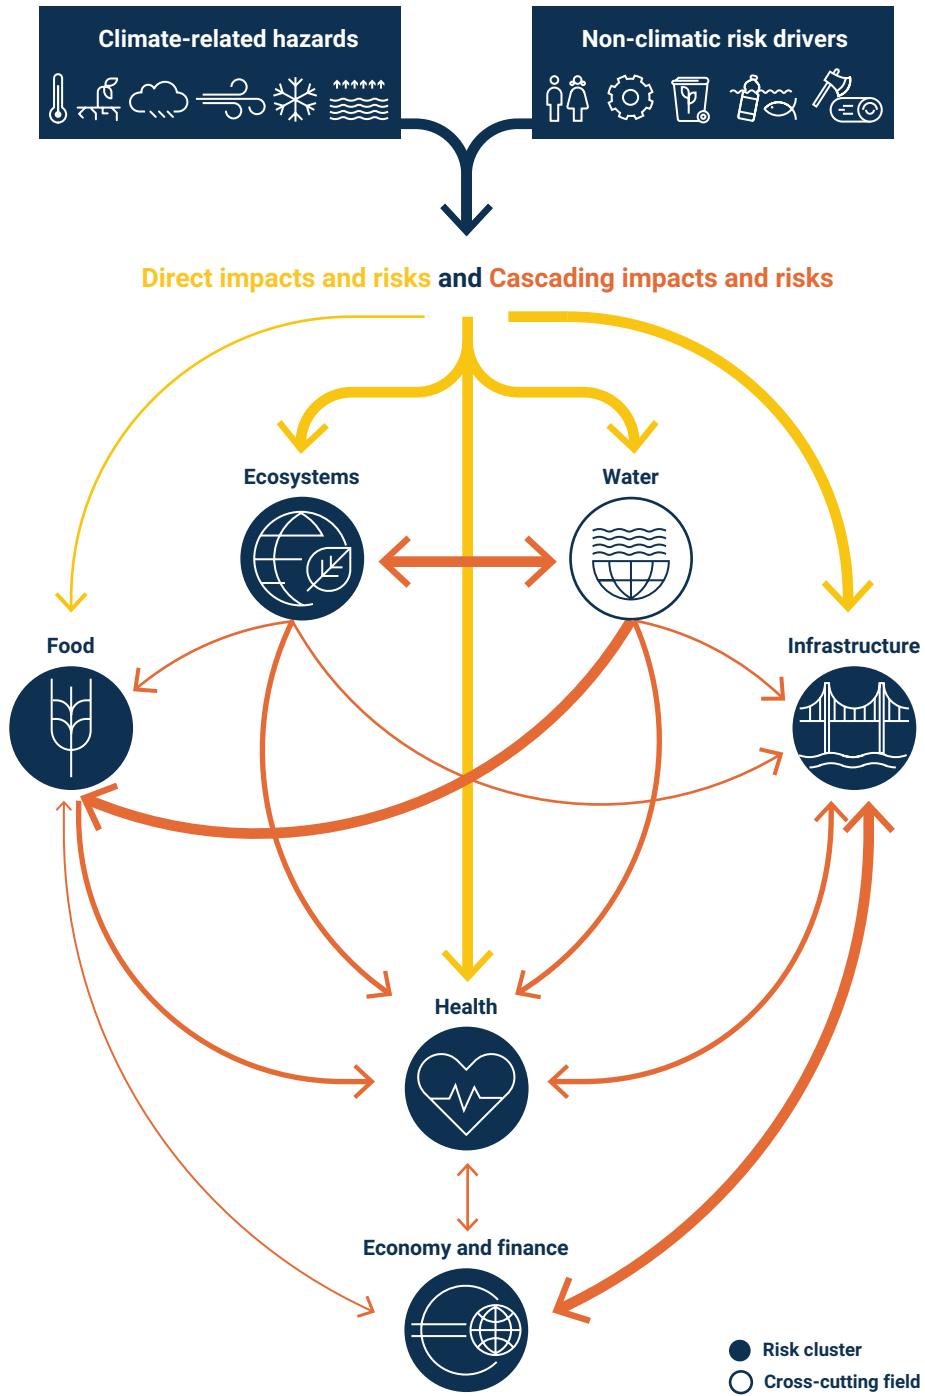 Climate-related hazards
Non-climatic risk drivers
Direct impacts and risks and Cascading impacts and risks
Ecosystems
Water
Food
Infrastructure
Health
Economy and finance
Risk cluster
Cross-cutting field